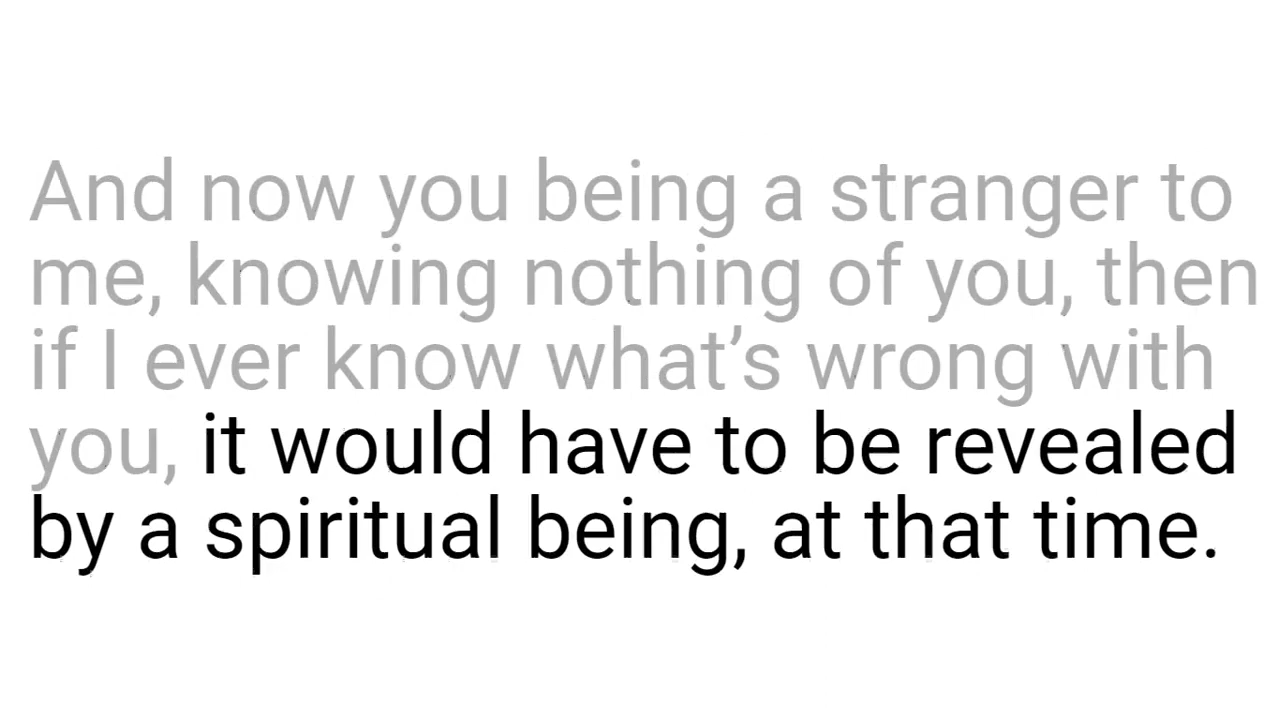 And now you being a stranger to
me, knowing nothing of you, then
if I ever know what’s wrong with
you, it would have to be revealed
by a spiritual being, at that time.